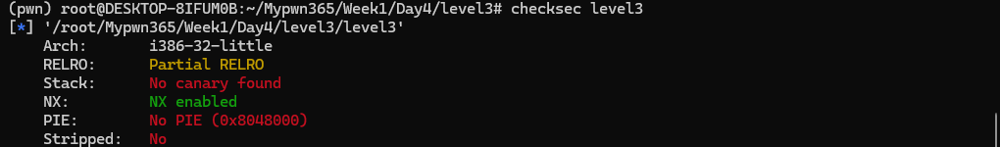 (pwn) root@DESKTOP-8IFUM0B:~/Mypwn365/Week1/Day4/level3# checksec level3
[*] '/root/Mypwn365/Week1/Day4/level3/level3'
    Arch:       i386-32-little
    RELRO:      Partial RELRO
    Stack:      No canary found
    NX:         NX enabled
    PIE:        No PIE (0x8048000)
    Stripped:   No